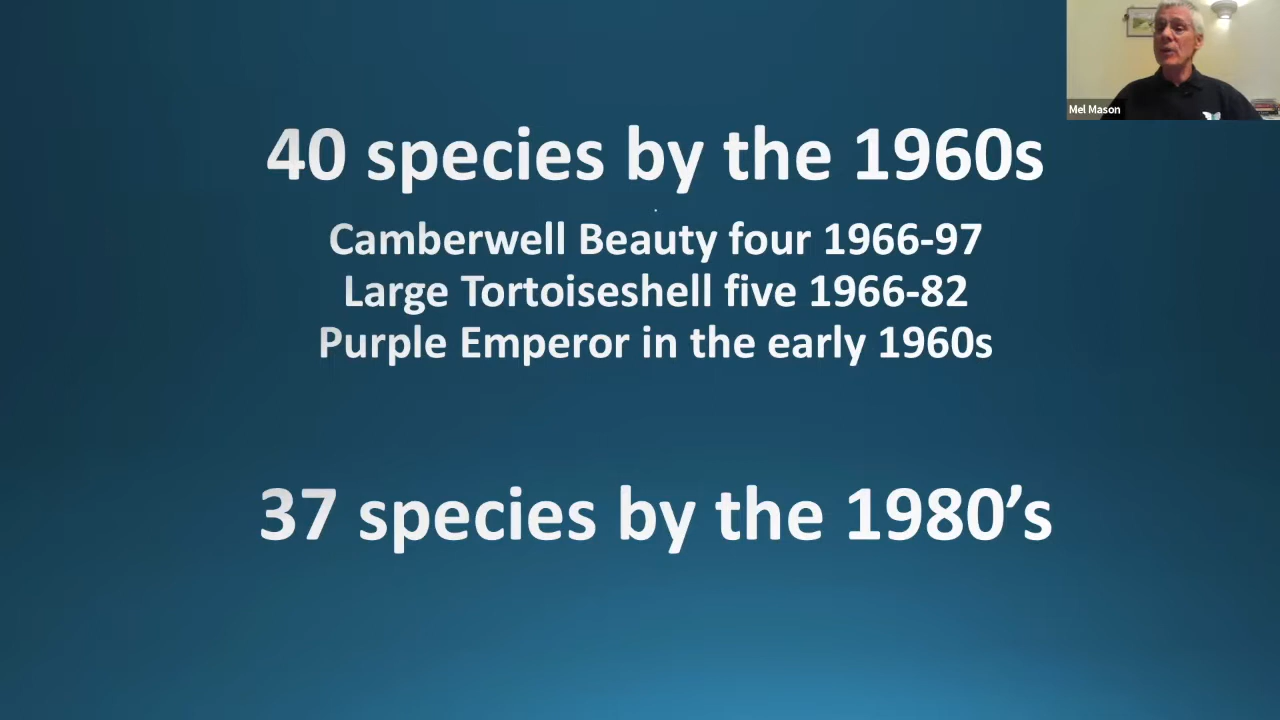 Mel Mason
40 species by the 1960s
Camberwell Beauty four 1966-97
Large Tortoiseshell five 1966-82
Purple Emperor in the early 1960s
37 species by the 1980’s